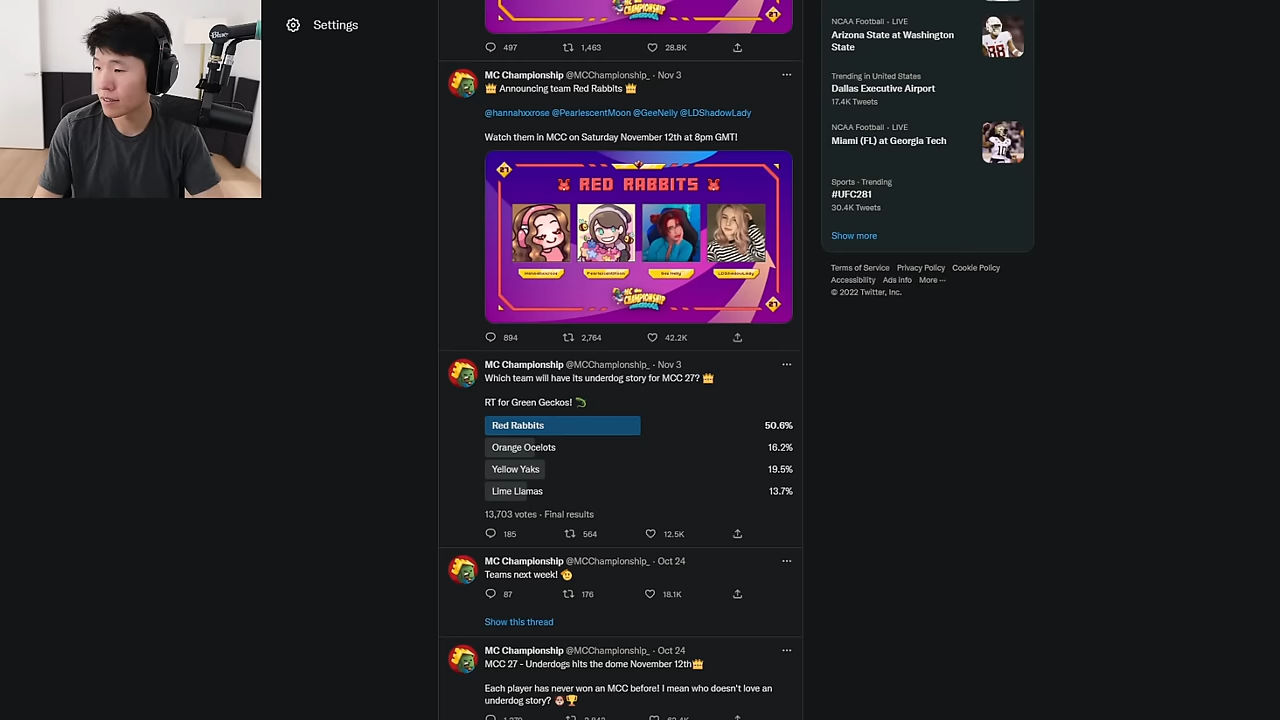 Settings
497 1,463 28.8K
MC Championship @MCChampionship_ · Nov 3
👑 Announcing team Red Rabbits 👑
@hannahxxrose @PearlescentMoon @GeeNelly @LDShadowLady
Watch them in MCC on Saturday November 12th at 8pm GMT!
RED RABBITS
hannahxxrose PearlescentMoon Gee Nelly LDShadowLady
MC CHAMPIONSHIP
894 2,764 42.2K
MC Championship @MCChampionship_ · Nov 3
Which team will have its underdog story for MCC 27? 👑
RT for Green Geckos! 🦎
Red Rabbits 50.6%
Orange Ocelots 16.2%
Yellow Yaks 19.5%
Lime Llamas 13.7%
13,703 votes · Final results
185 564 12.5K
MC Championship @MCChampionship_ · Oct 24
Teams next week! 🫡
87 176 18.1K
Show this thread
MC Championship @MCChampionship_ · Oct 24
MCC 27 - Underdogs hits the dome November 12th👑
Each player has never won an MCC before! I mean who doesn't love an
underdog story? 👶🏆
NCAA Football · LIVE
Arizona State at Washington
State
Trending in United States
Dallas Executive Airport
17.4K Tweets
NCAA Football · LIVE
Miami (FL) at Georgia Tech
Sports · Trending
#UFC281
30.4K Tweets
Show more
Terms of Service Privacy Policy Cookie Policy
Accessibility Ads info More ···
© 2022 Twitter, Inc.